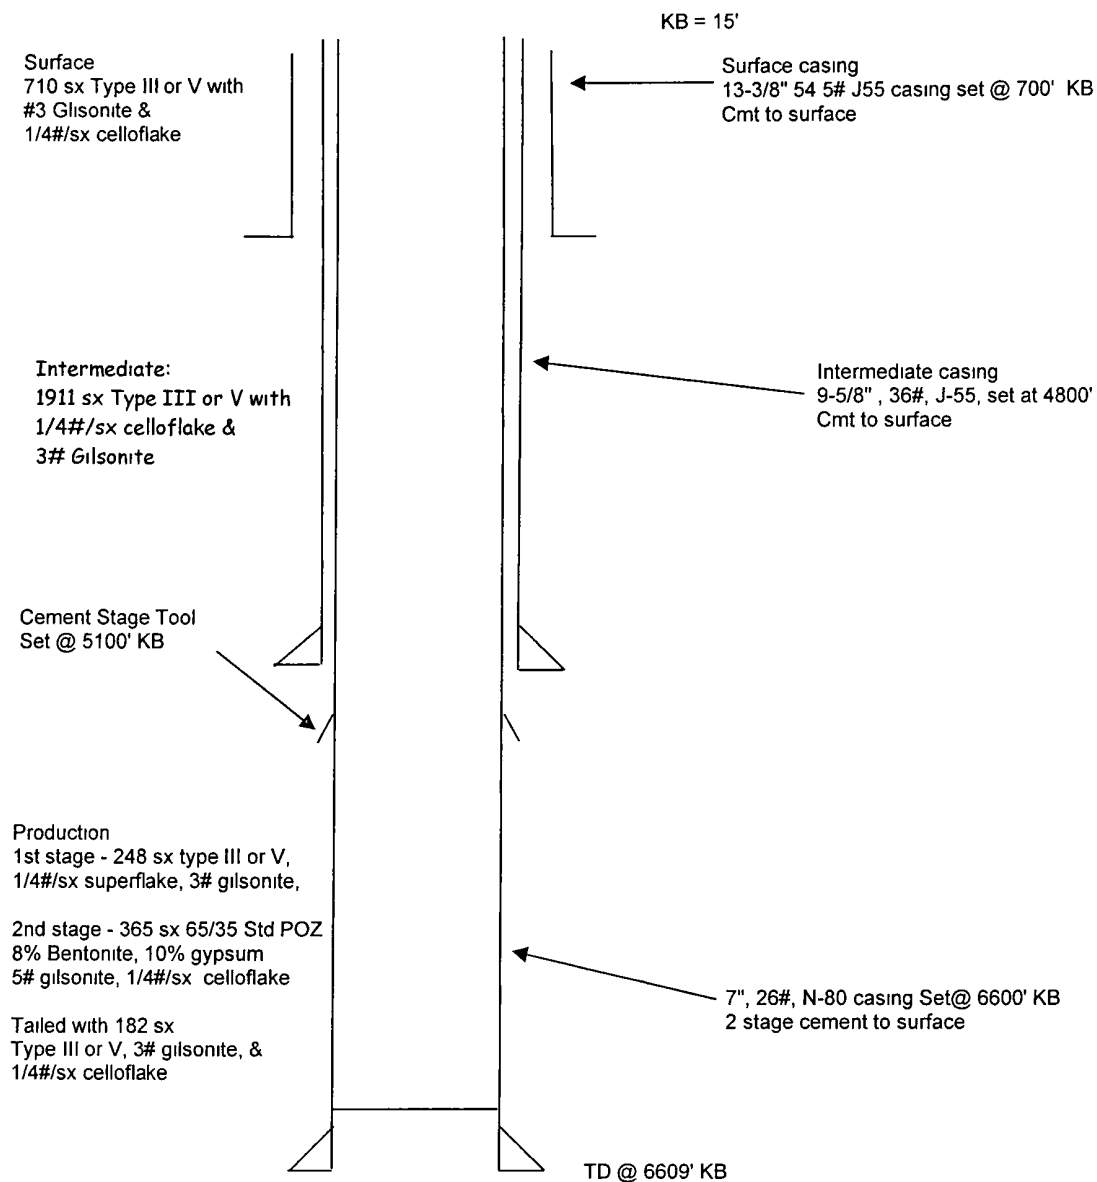 KB = 15'
Surface
710 sx Type III or V with
#3 Glisonite &
1/4#/sx celloflake
Surface casing
13-3/8" 54 5# J55 casing set @ 700' KB
Cmt to surface
Intermediate:
1911 sx Type III or V with
1/4#/sx celloflake &
3# Gilsonite
Intermediate casing
9-5/8" , 36#, J-55, set at 4800'
Cmt to surface
Cement Stage Tool
Set @ 5100' KB
Production
1st stage - 248 sx type III or V,
1/4#/sx superflake, 3# gilsonite,
2nd stage - 365 sx 65/35 Std POZ
8% Bentonite, 10% gypsum
5# gilsonite, 1/4#/sx celloflake
Tailed with 182 sx
Type III or V, 3# gilsonite, &
1/4#/sx celloflake
7", 26#, N-80 casing Set@ 6600' KB
2 stage cement to surface
TD @ 6609' KB